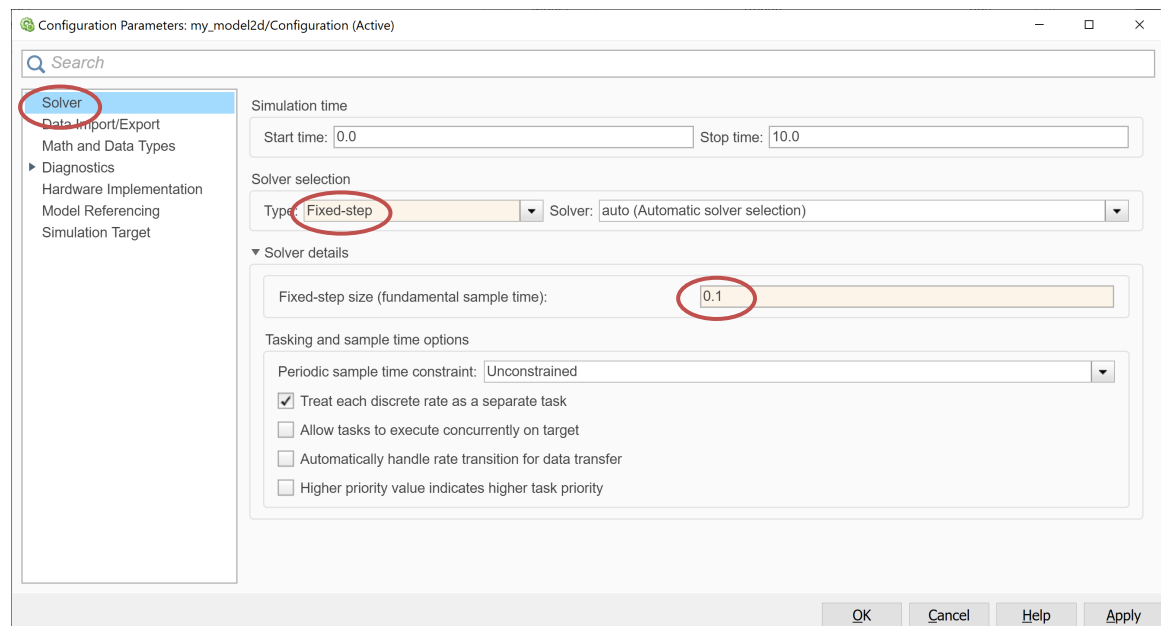 Configuration Parameters: my_model2d/Configuration (Active)
Search
Solver
Data Import/Export
Math and Data Types
Diagnostics
Hardware Implementation
Model Referencing
Simulation Target
Simulation time
Start time: 0.0 Stop time: 10.0
Solver selection
Type: Fixed-step Solver: auto (Automatic solver selection)
Solver details
Fixed-step size (fundamental sample time): 0.1
Tasking and sample time options
Periodic sample time constraint: Unconstrained
Treat each discrete rate as a separate task
Allow tasks to execute concurrently on target
Automatically handle rate transition for data transfer
Higher priority value indicates higher task priority
OK Cancel Help Apply